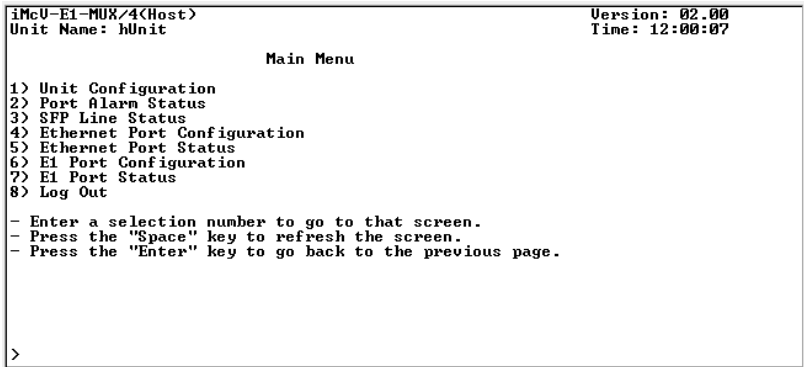 iMcV-E1-MUX/4(Host) Version: 02.00
Unit Name: hUnit Time: 12:00:07
Main Menu
1) Unit Configuration
2) Port Alarm Status
3) SFP Line Status
4) Ethernet Port Configuration
5) Ethernet Port Status
6) E1 Port Configuration
7) E1 Port Status
8) Log Out
- Enter a selection number to go to that screen.
- Press the "Space" key to refresh the screen.
- Press the "Enter" key to go back to the previous page.
>